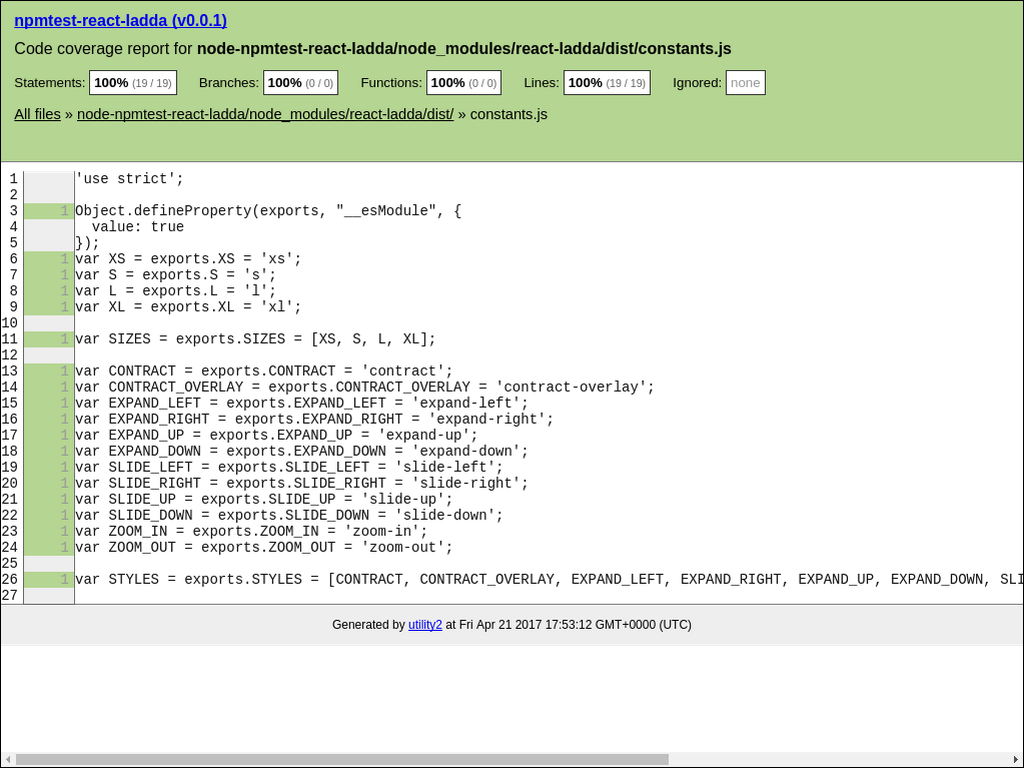 npmtest-react-ladda (v0.0.1)
Code coverage report for node-npmtest-react-ladda/node_modules/react-ladda/dist/constants.js
Statements: 100% (19 / 19) Branches: 100% (0 / 0) Functions: 100% (0 / 0) Lines: 100% (19 / 19) Ignored: none
All files » node-npmtest-react-ladda/node_modules/react-ladda/dist/ » constants.js
1 'use strict';
2
3 1 Object.defineProperty(exports, "__esModule", {
4   value: true
5 });
6 1 var XS = exports.XS = 'xs';
7 1 var S = exports.S = 's';
8 1 var L = exports.L = 'l';
9 1 var XL = exports.XL = 'xl';
10
11 1 var SIZES = exports.SIZES = [XS, S, L, XL];
12
13 1 var CONTRACT = exports.CONTRACT = 'contract';
14 1 var CONTRACT_OVERLAY = exports.CONTRACT_OVERLAY = 'contract-overlay';
15 1 var EXPAND_LEFT = exports.EXPAND_LEFT = 'expand-left';
16 1 var EXPAND_RIGHT = exports.EXPAND_RIGHT = 'expand-right';
17 1 var EXPAND_UP = exports.EXPAND_UP = 'expand-up';
18 1 var EXPAND_DOWN = exports.EXPAND_DOWN = 'expand-down';
19 1 var SLIDE_LEFT = exports.SLIDE_LEFT = 'slide-left';
20 1 var SLIDE_RIGHT = exports.SLIDE_RIGHT = 'slide-right';
21 1 var SLIDE_UP = exports.SLIDE_UP = 'slide-up';
22 1 var SLIDE_DOWN = exports.SLIDE_DOWN = 'slide-down';
23 1 var ZOOM_IN = exports.ZOOM_IN = 'zoom-in';
24 1 var ZOOM_OUT = exports.ZOOM_OUT = 'zoom-out';
25
26 1 var STYLES = exports.STYLES = [CONTRACT, CONTRACT_OVERLAY, EXPAND_LEFT, EXPAND_RIGHT, EXPAND_UP, EXPAND_DOWN, SLI
27
Generated by utility2 at Fri Apr 21 2017 17:53:12 GMT+0000 (UTC)